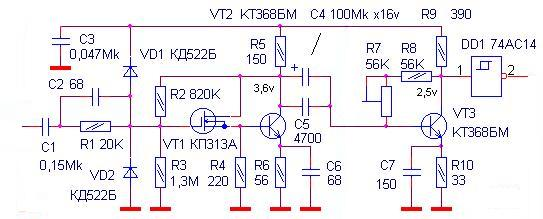 VT2 КТ368БМ C4 100Mk x16v R9 390
C3
0,047Mk
VD1 КД522Б
R5
150
R7
56K
R8
56K
DD1 74AC14
C2 68
R2 820K
3,6v
+
2,5v
1
2
C5
4700
VT3
КТ368БМ
R1 20K
C1
0,15Mk
VT1 КП313А
VD2
КД522Б
R3
1,3M
R4
220
R6
56
C6
68
C7
150
R10
33